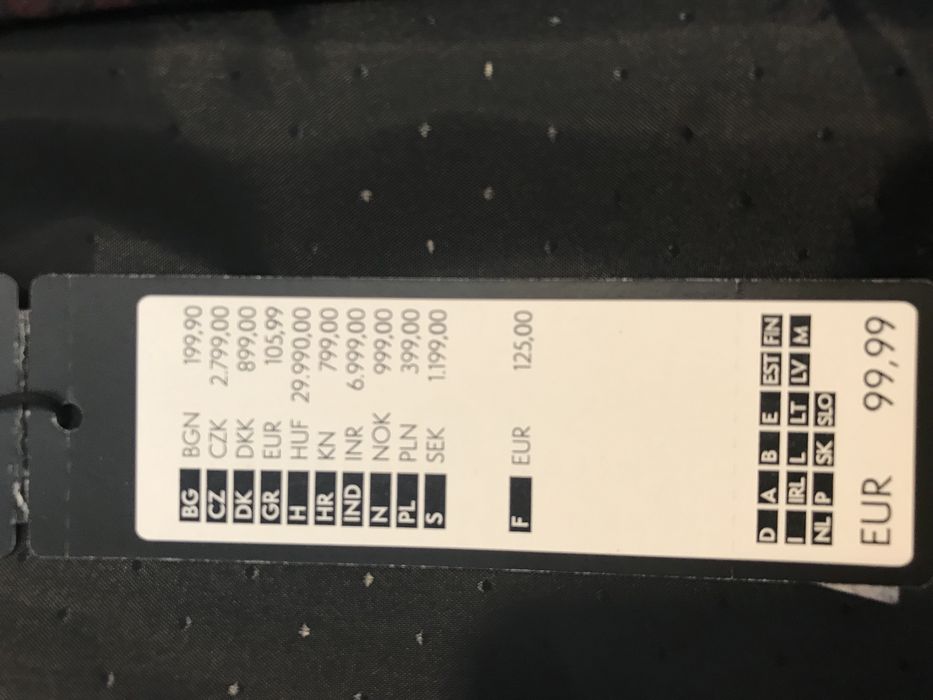 BG BGN 199,90
CZ CZK 2.799,00
DK DKK 899,00
GR EUR 105,99
H HUF 29.990,00
HR KN 799,00
IND INR 6.999,00
N NOK 999,00
PL PLN 399,00
S SEK 1.199,00
F EUR 125,00
D A B E EST FIN
I IRL L LT LV M
NL P SK SLO
EUR 99,99